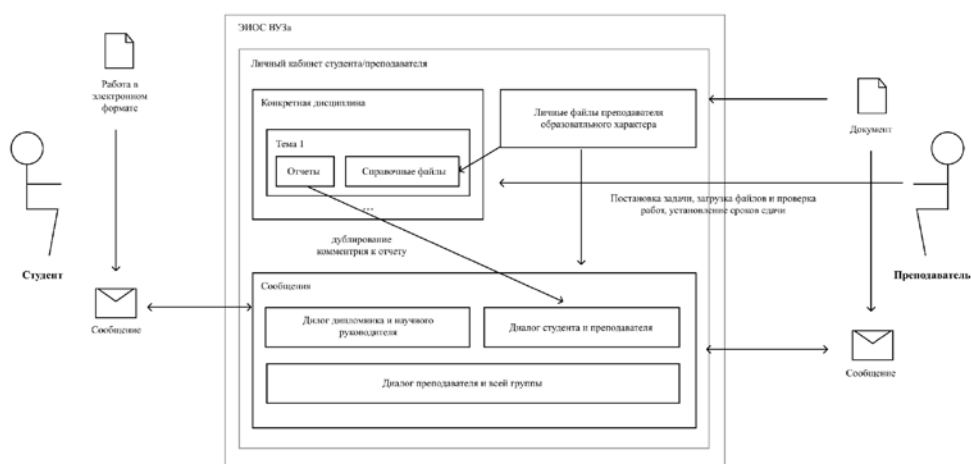 ЭИОС ВУЗа
Личный кабинет студента/преподавателя
Работа в
электронном
формате
Конкретная дисциплина
Тема 1
Отчеты
Справочные файлы
...
Личные файлы преподавателя
образоватльного характера
Документ
Постановка задачи, загрузка файлов и проверка
работ, установление сроков сдачи
дублирование
комментрия к отчету
Студент
Преподаватель
Сообщение
Сообщения
Дилог дипломника и научного
руководителя
Диалог студента и преподавателя
Диалог преподавателя и всей группы
Сообщение